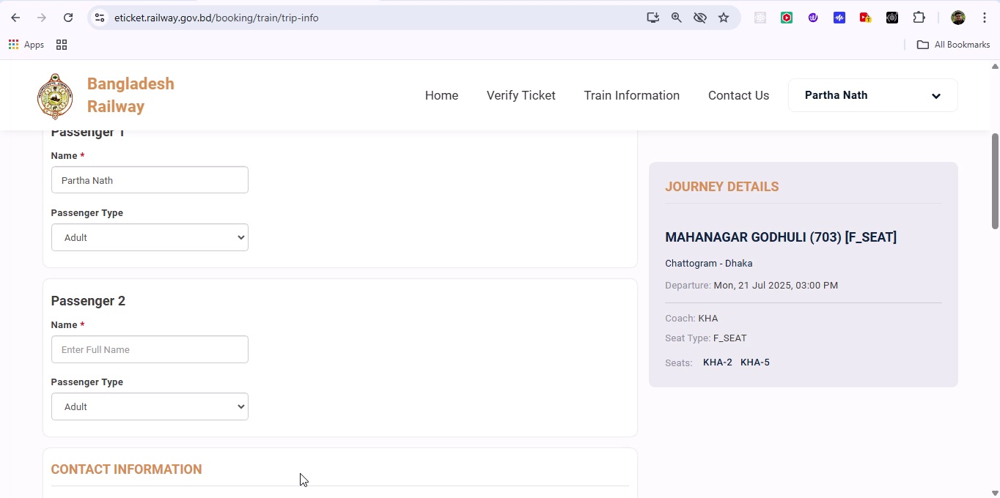 eticket.railway.gov.bd/booking/train/trip-info
Apps
All Bookmarks
Bangladesh
Railway
Home
Verify Ticket
Train Information
Contact Us
Partha Nath
Passenger 1
Name *
Partha Nath
Passenger Type
Adult
Passenger 2
Name *
Enter Full Name
Passenger Type
Adult
CONTACT INFORMATION
JOURNEY DETAILS
MAHANAGAR GODHULI (703) [F_SEAT]
Chattogram - Dhaka
Departure: Mon, 21 Jul 2025, 03:00 PM
Coach: KHA
Seat Type: F_SEAT
Seats: KHA-2 KHA-5